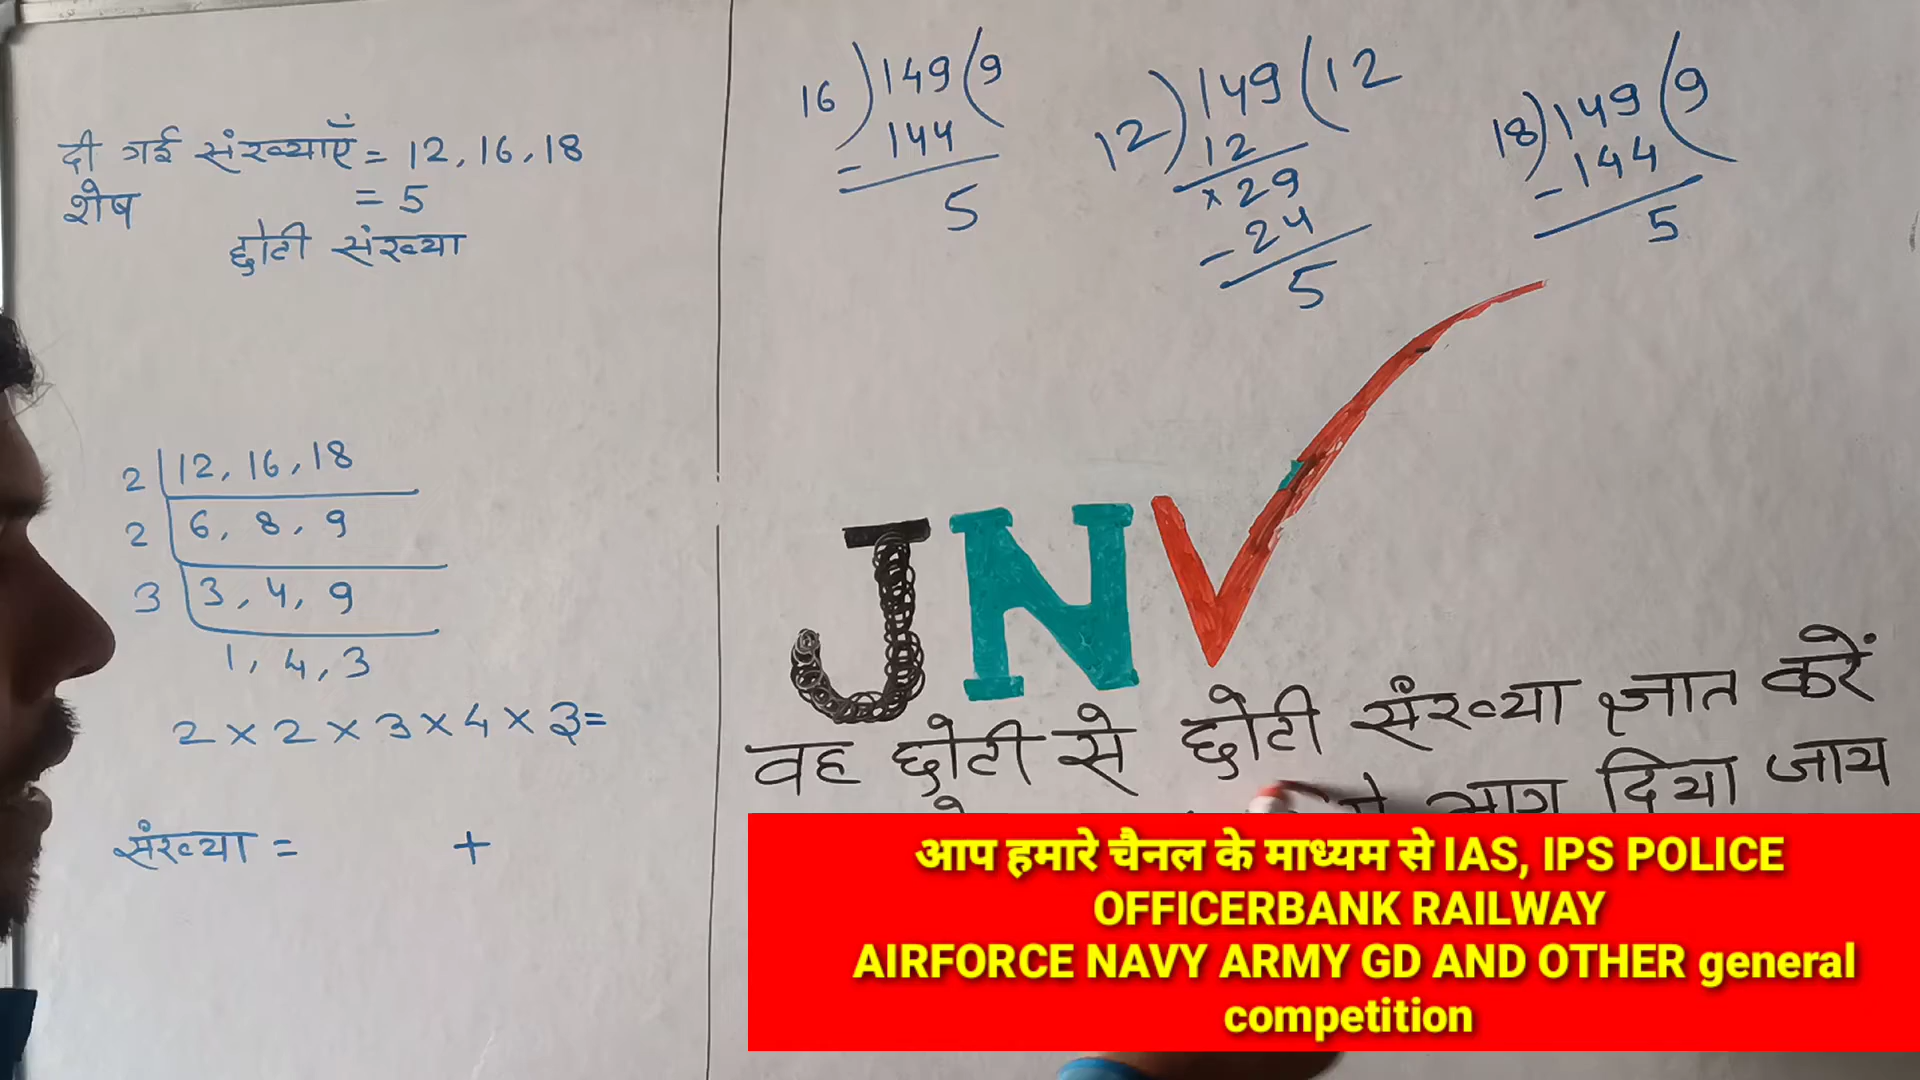 दी गई संख्याएँ = 12, 16, 18
शेष = 5
छोटी संख्या
2 | 12, 16, 18
2 | 6, 8, 9
3 | 3, 4, 9
1, 4, 3
2 × 2 × 3 × 4 × 3 =
संख्या = +
16 ) 149 ( 9
- 144
5
12 ) 149 ( 12
12
× 29
- 24
5
18 ) 149 ( 9
- 144
5
JNV
वह छोटी से छोटी संख्या ज्ञात करें
भाग दिया जाय
आप हमारे चैनल के माध्यम से IAS, IPS POLICE
OFFICERBANK RAILWAY
AIRFORCE NAVY ARMY GD AND OTHER general
competition